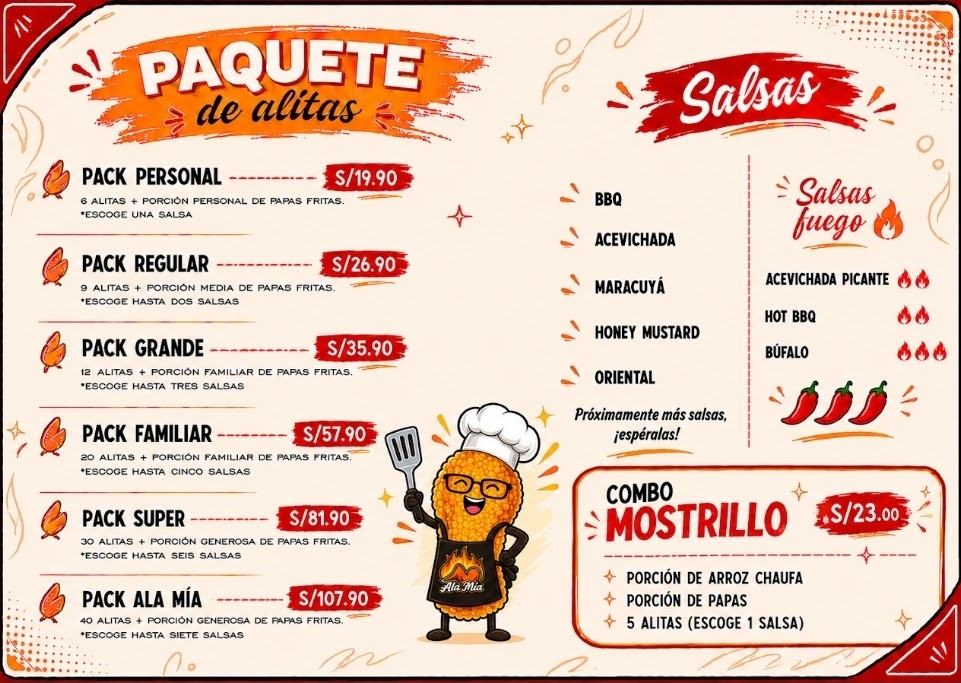 PAQUETE
de alitas
PACK PERSONAL S/19.90
6 ALITAS + PORCIÓN PERSONAL DE PAPAS FRITAS.
*ESCOGE UNA SALSA
PACK REGULAR S/26.90
9 ALITAS + PORCIÓN MEDIA DE PAPAS FRITAS.
*ESCOGE HASTA DOS SALSAS
PACK GRANDE S/35.90
12 ALITAS + PORCIÓN FAMILIAR DE PAPAS FRITAS.
*ESCOGE HASTA TRES SALSAS
PACK FAMILIAR S/57.90
20 ALITAS + PORCIÓN FAMILIAR DE PAPAS FRITAS.
*ESCOGE HASTA CINCO SALSAS
PACK SUPER S/81.90
30 ALITAS + PORCIÓN GENEROSA DE PAPAS FRITAS.
*ESCOGE HASTA SEIS SALSAS
PACK ALA MÍA S/107.90
40 ALITAS + PORCIÓN GENEROSA DE PAPAS FRITAS.
*ESCOGE HASTA SIETE SALSAS
Ala Mía
Salsas
BBQ
ACEVICHADA
MARACUYÁ
HONEY MUSTARD
ORIENTAL
Próximamente más salsas,
¡espéralas!
Salsas
fuego
ACEVICHADA PICANTE
HOT BBQ
BÚFALO
COMBO
MOSTRILLO S/23.00
PORCIÓN DE ARROZ CHAUFA
PORCIÓN DE PAPAS
5 ALITAS (ESCOGE 1 SALSA)